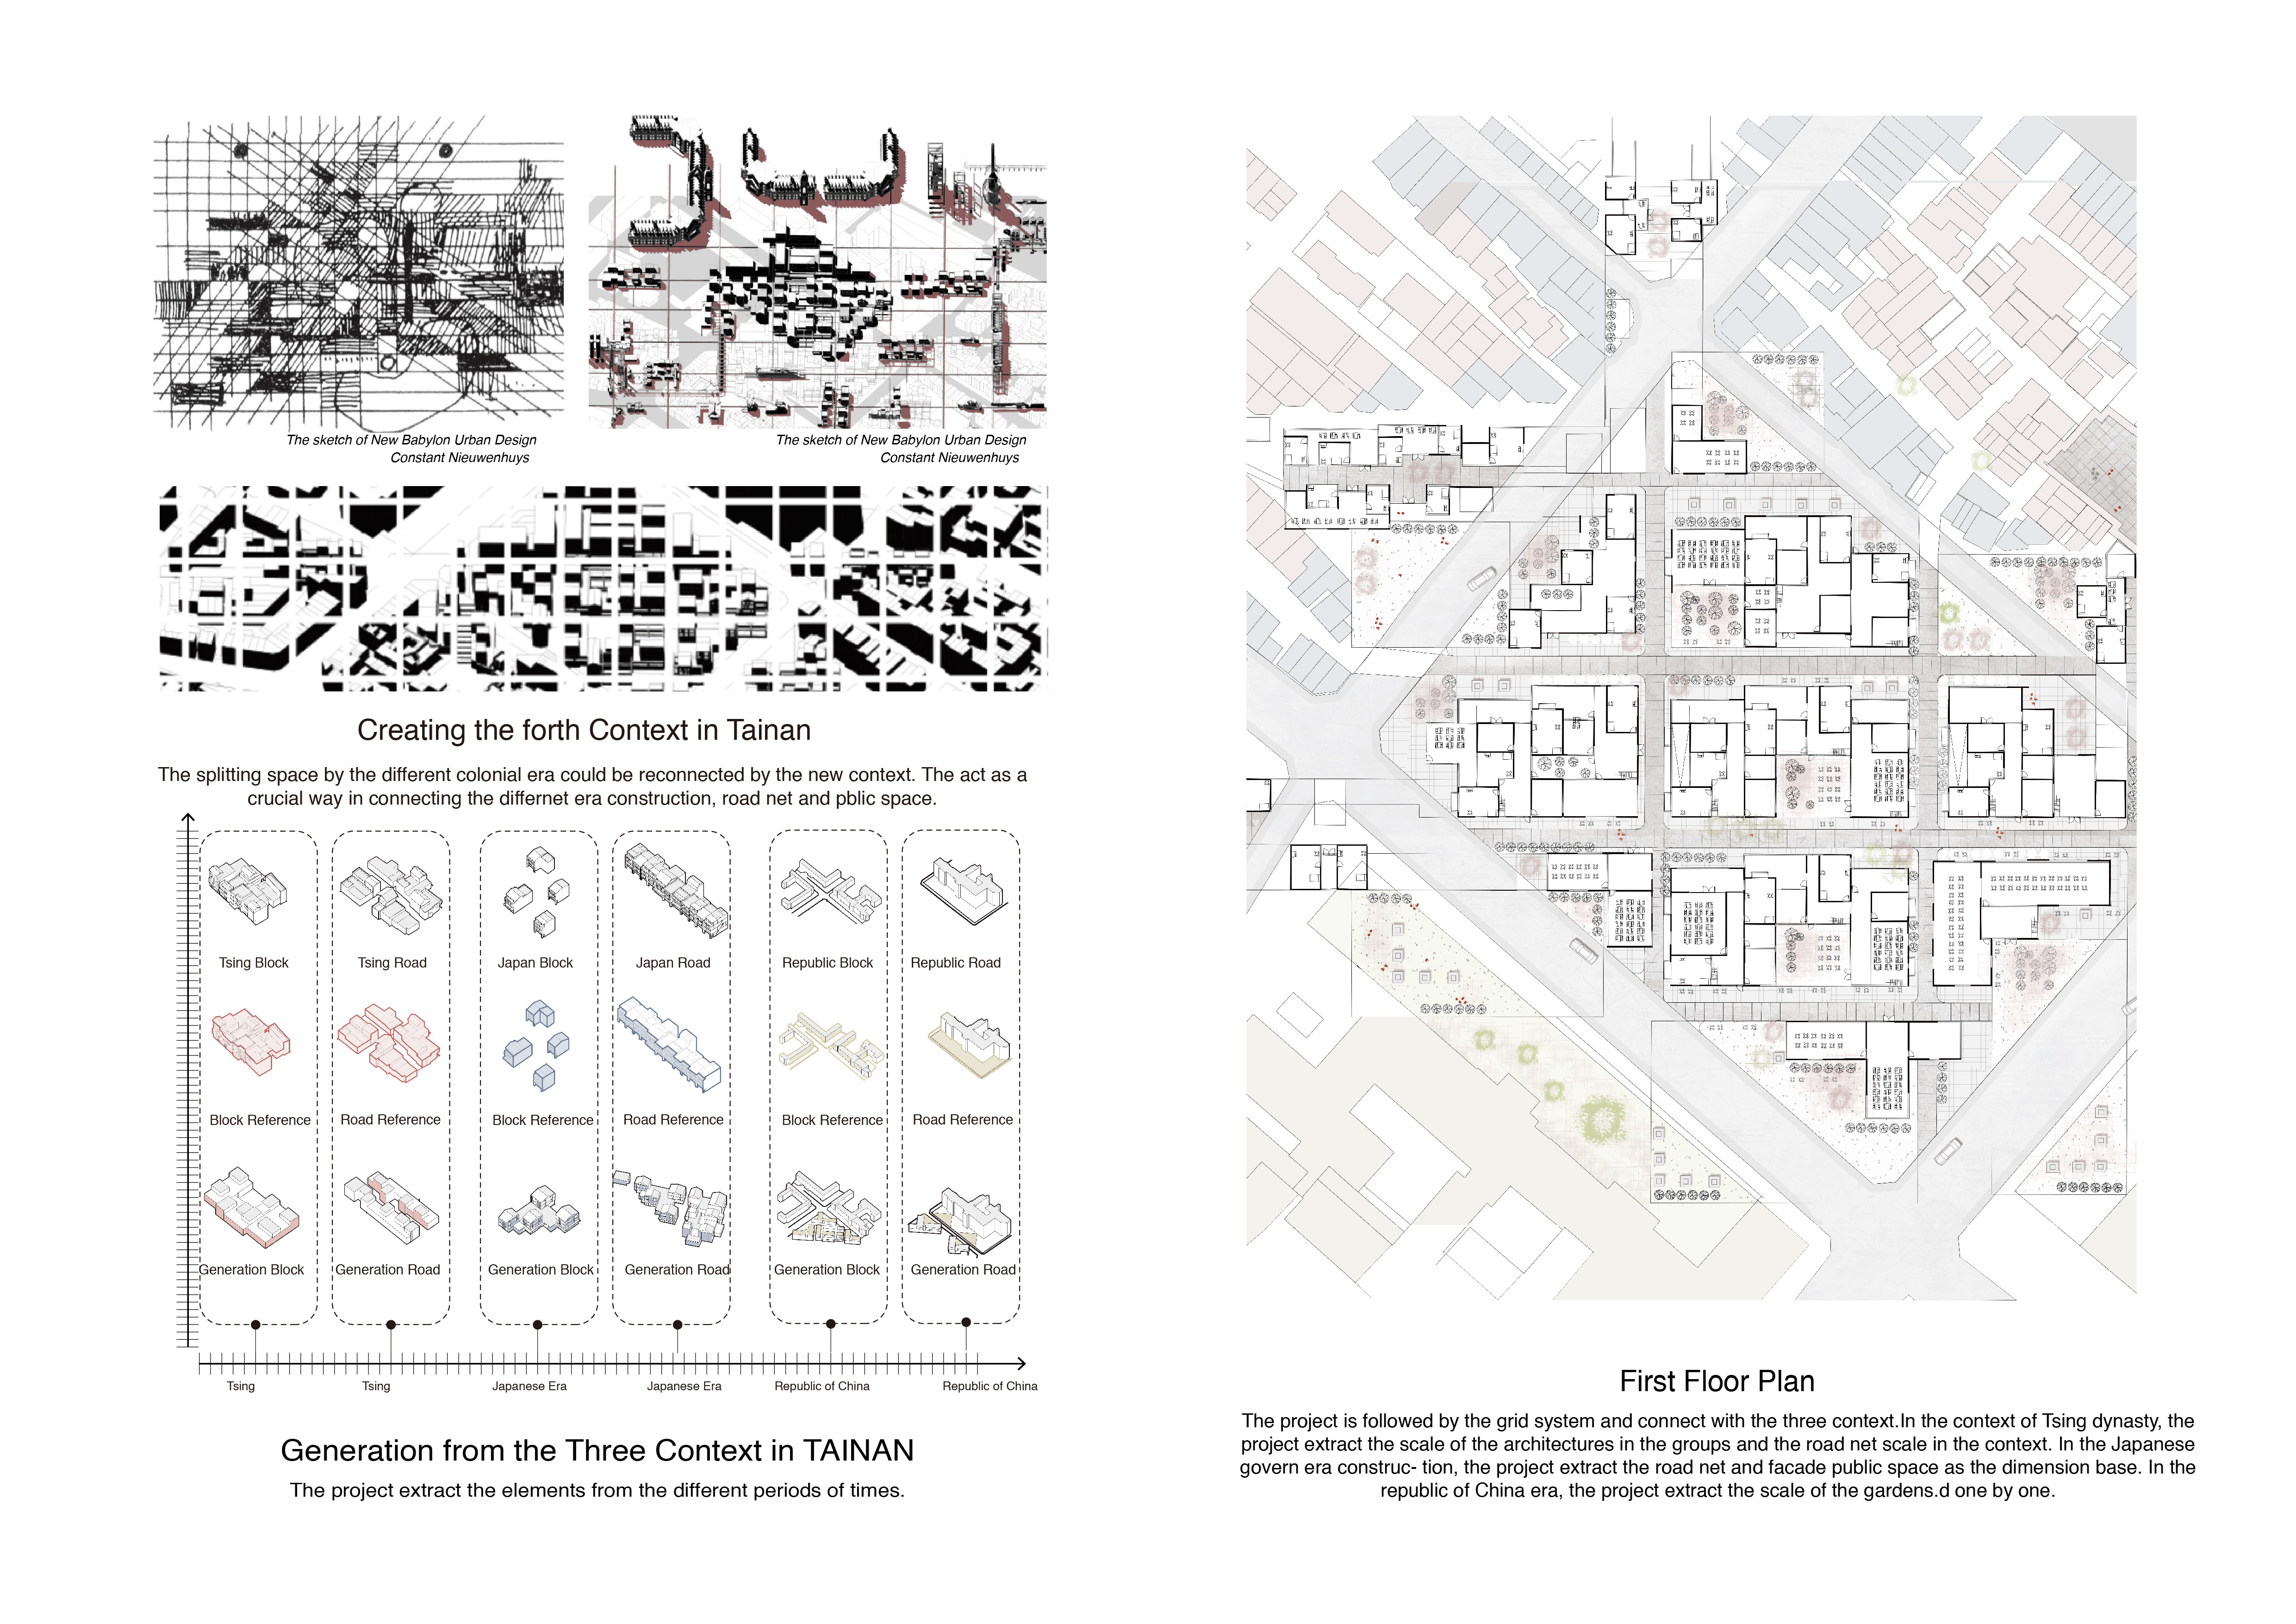 The sketch of New Babylon Urban Design
Constant Nieuwenhuys
The sketch of New Babylon Urban Design
Constant Nieuwenhuys
Creating the forth Context in Tainan
The splitting space by the different colonial era could be reconnected by the new context. The act as a
crucial way in connecting the differnet era construction, road net and pblic space.
Tsing Block
Tsing Road
Japan Block
Japan Road
Republic Block
Republic Road
Block Reference
Road Reference
Block Reference
Road Reference
Block Reference
Road Reference
Generation Block
Generation Road
Generation Block
Generation Road
Generation Block
Generation Road
Tsing
Tsing
Japanese Era
Japanese Era
Republic of China
Republic of China
Generation from the Three Context in TAINAN
The project extract the elements from the different periods of times.
First Floor Plan
The project is followed by the grid system and connect with the three context.In the context of Tsing dynasty, the
project extract the scale of the architectures in the groups and the road net scale in the context. In the Japanese
govern era construc- tion, the project extract the road net and facade public space as the dimension base. In the
republic of China era, the project extract the scale of the gardens.d one by one.